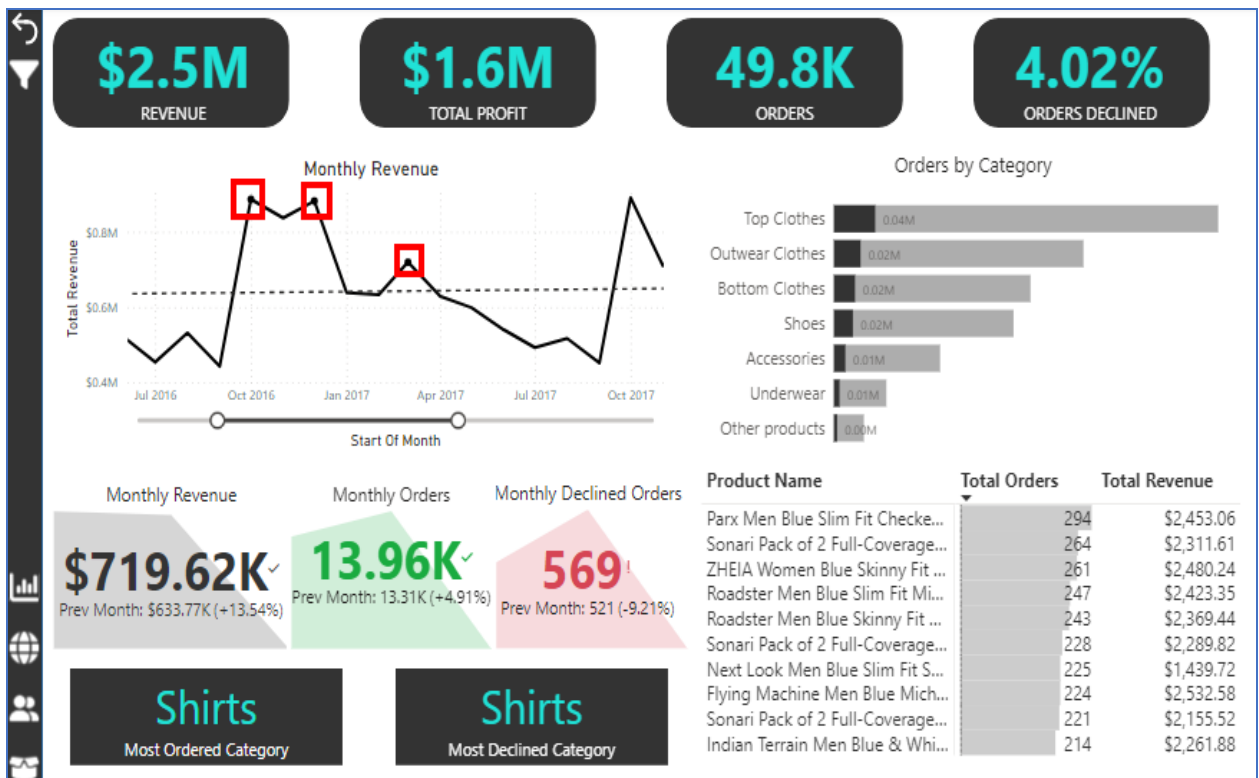 $2.5M
REVENUE
$1.6M
TOTAL PROFIT
49.8K
ORDERS
4.02%
ORDERS DECLINED
Monthly Revenue
Total Revenue
$0.8M
$0.6M
$0.4M
Jul 2016 Oct 2016 Jan 2017 Apr 2017 Jul 2017 Oct 2017
Start Of Month
Orders by Category
Top Clothes 0.04M
Outwear Clothes 0.02M
Bottom Clothes 0.02M
Shoes 0.02M
Accessories 0.01M
Underwear 0.01M
Other products 0.00M
Monthly Revenue
$719.62K
Prev Month: $633.77K (+13.54%)
Monthly Orders
13.96K
Prev Month: 13.31K (+4.91%)
Monthly Declined Orders
569!
Prev Month: 521 (-9.21%)
Shirts
Most Ordered Category
Shirts
Most Declined Category
Product Name Total Orders Total Revenue
Parx Men Blue Slim Fit Checke... 294 $2,453.06
Sonari Pack of 2 Full-Coverage... 264 $2,311.61
ZHEIA Women Blue Skinny Fit ... 261 $2,480.24
Roadster Men Blue Slim Fit Mi... 247 $2,423.35
Roadster Men Blue Skinny Fit ... 243 $2,369.44
Sonari Pack of 2 Full-Coverage... 228 $2,289.82
Next Look Men Blue Slim Fit S... 225 $1,439.72
Flying Machine Men Blue Mich... 224 $2,532.58
Sonari Pack of 2 Full-Coverage... 221 $2,155.52
Indian Terrain Men Blue & Whi... 214 $2,261.88